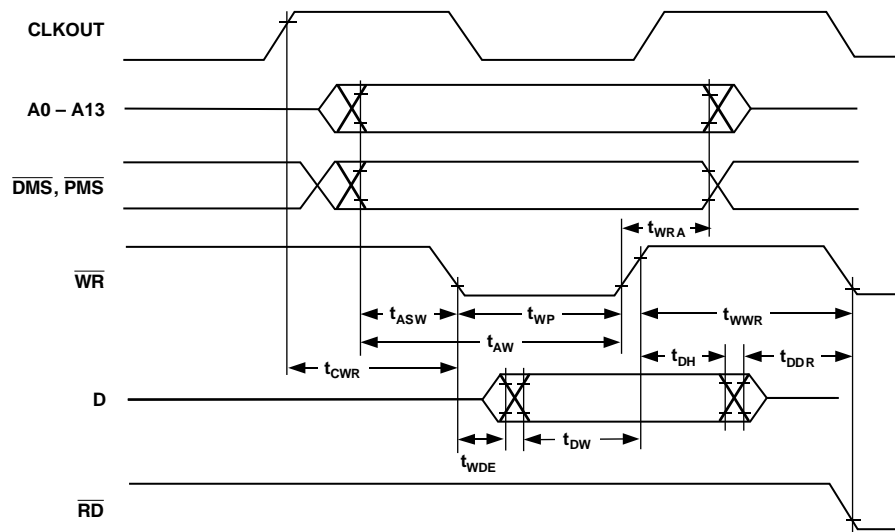 CLKOUT
A0 – A13
DMS, PMS
tWRA
WR
tASW
tWP
tWWR
tAW
tDH
tDDR
tCWR
D
tDW
tWDE
RD